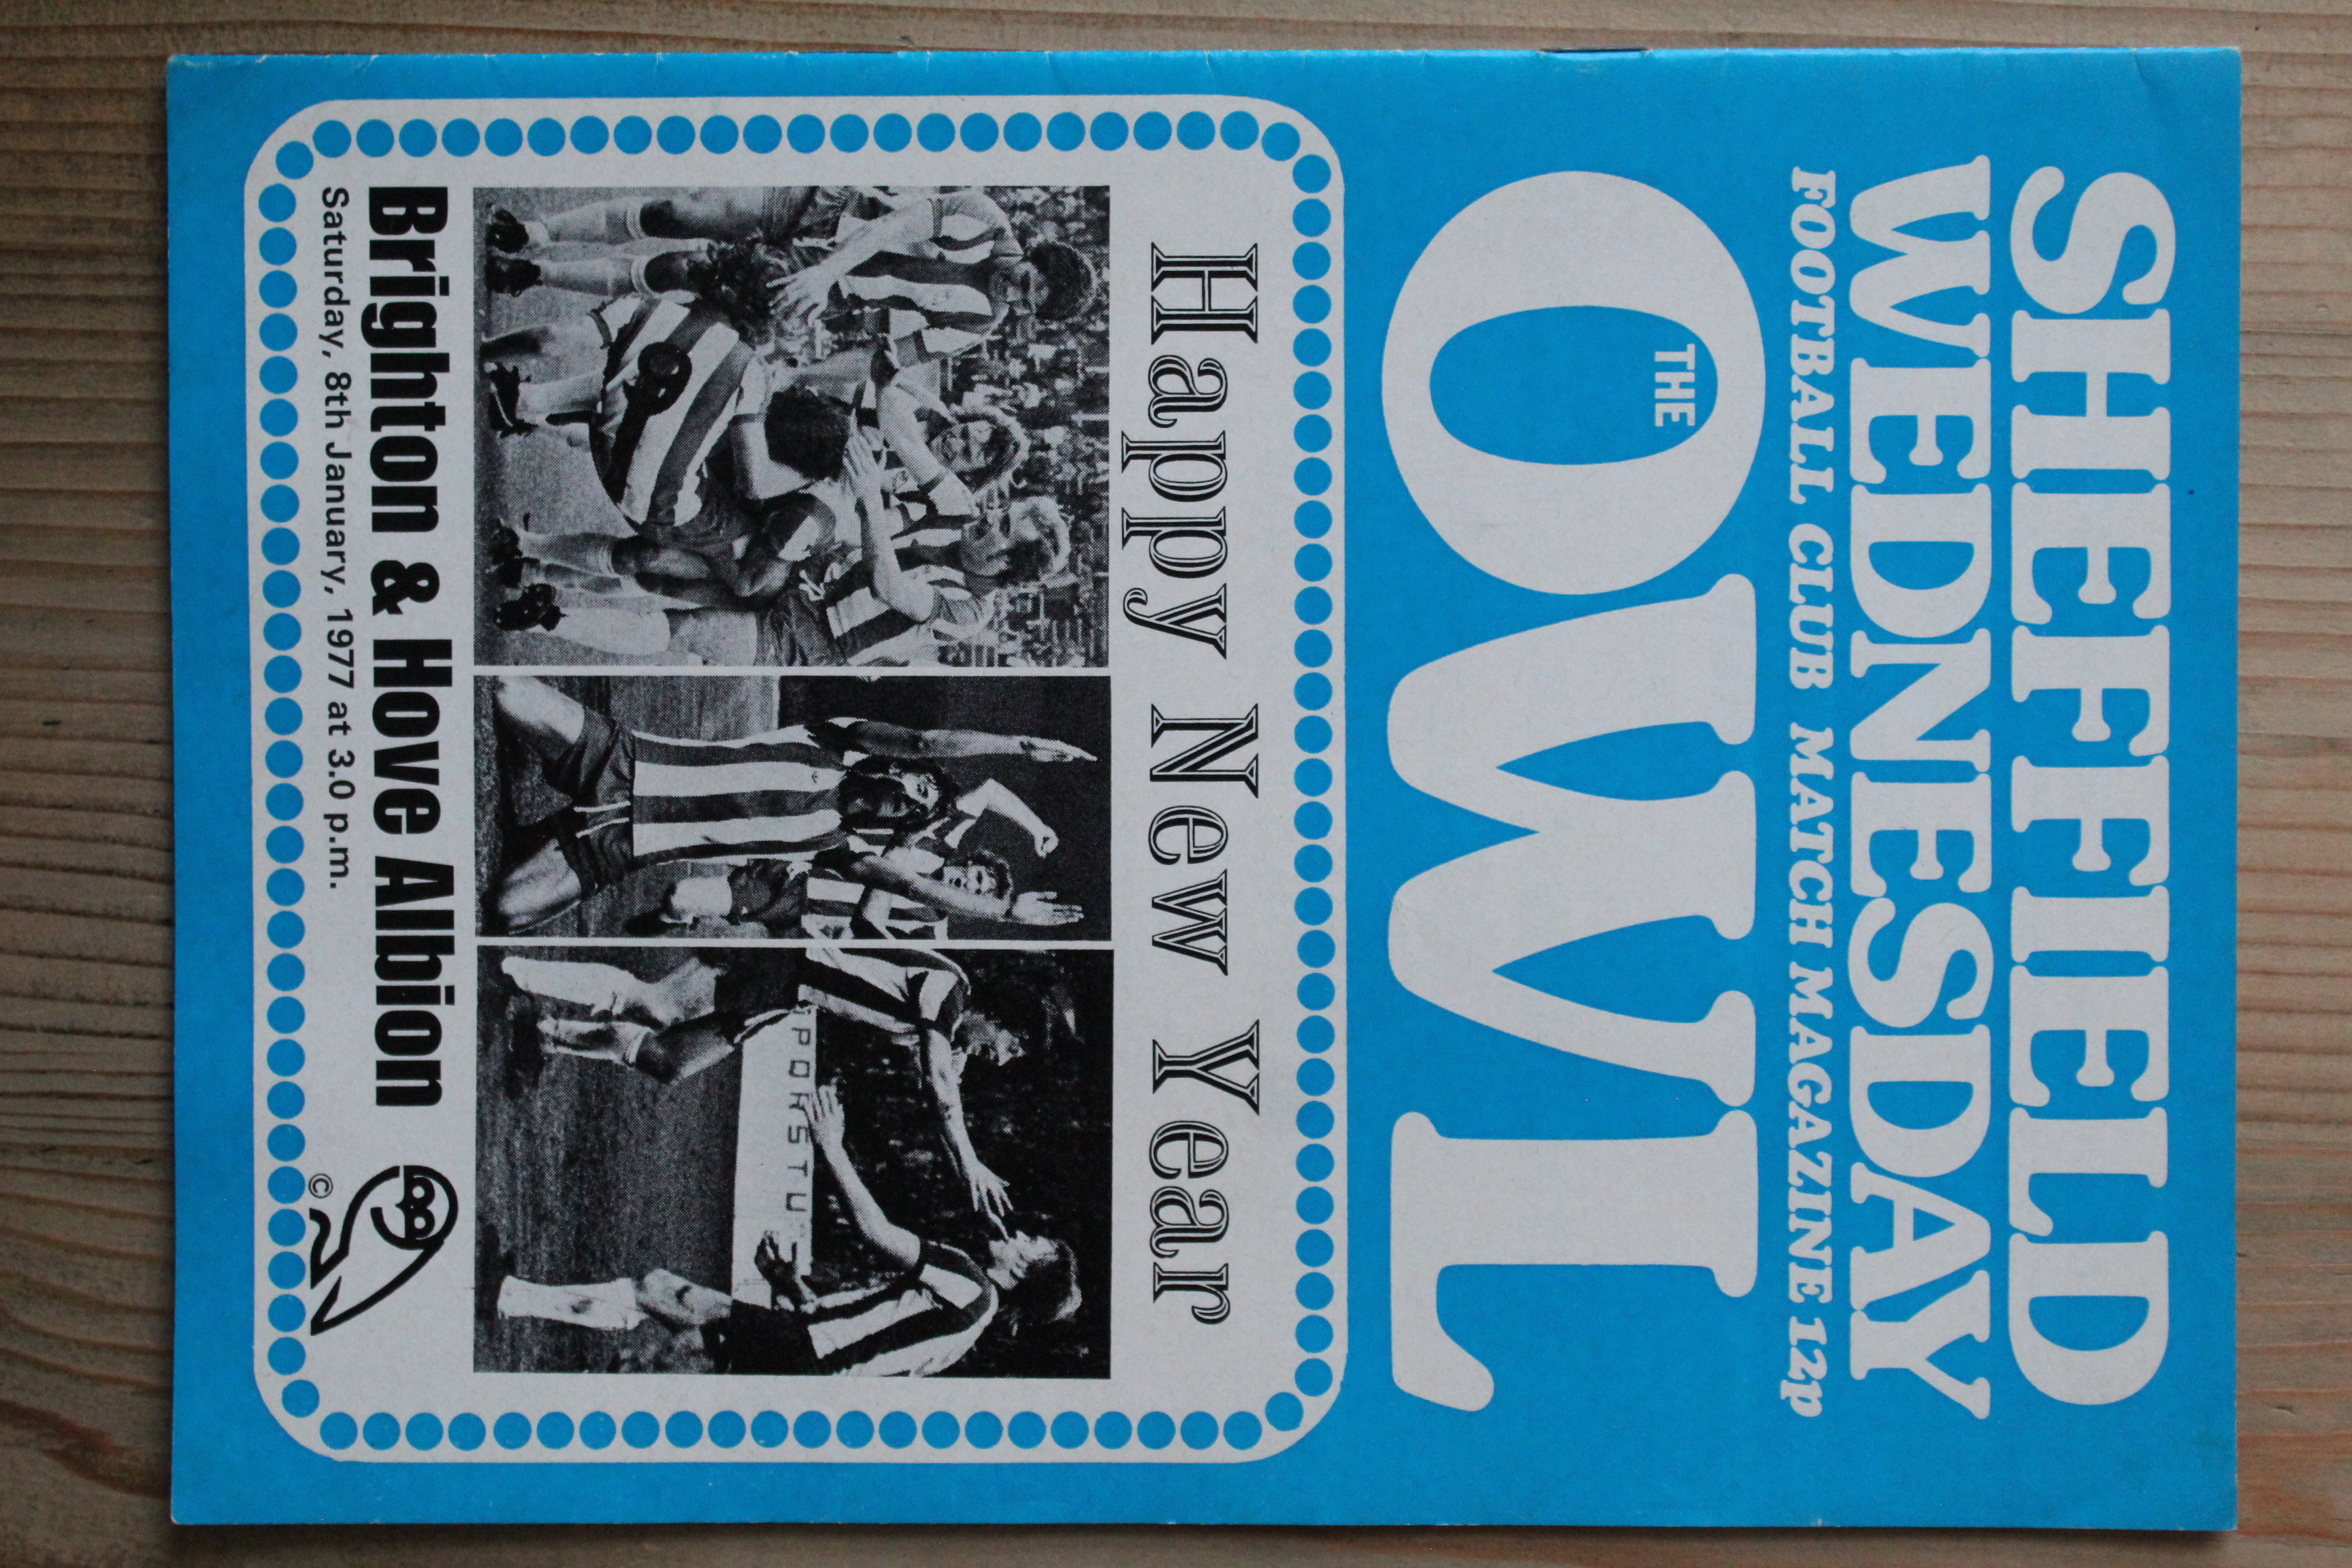 SHEFFIELD
WEDNESDAY
FOOTBALL CLUB MATCH MAGAZINE 12p
THE
OWL
Happy New Year
PORSTU
Brighton & Hove Albion
Saturday, 8th January, 1977 at 3.0 p.m.
©